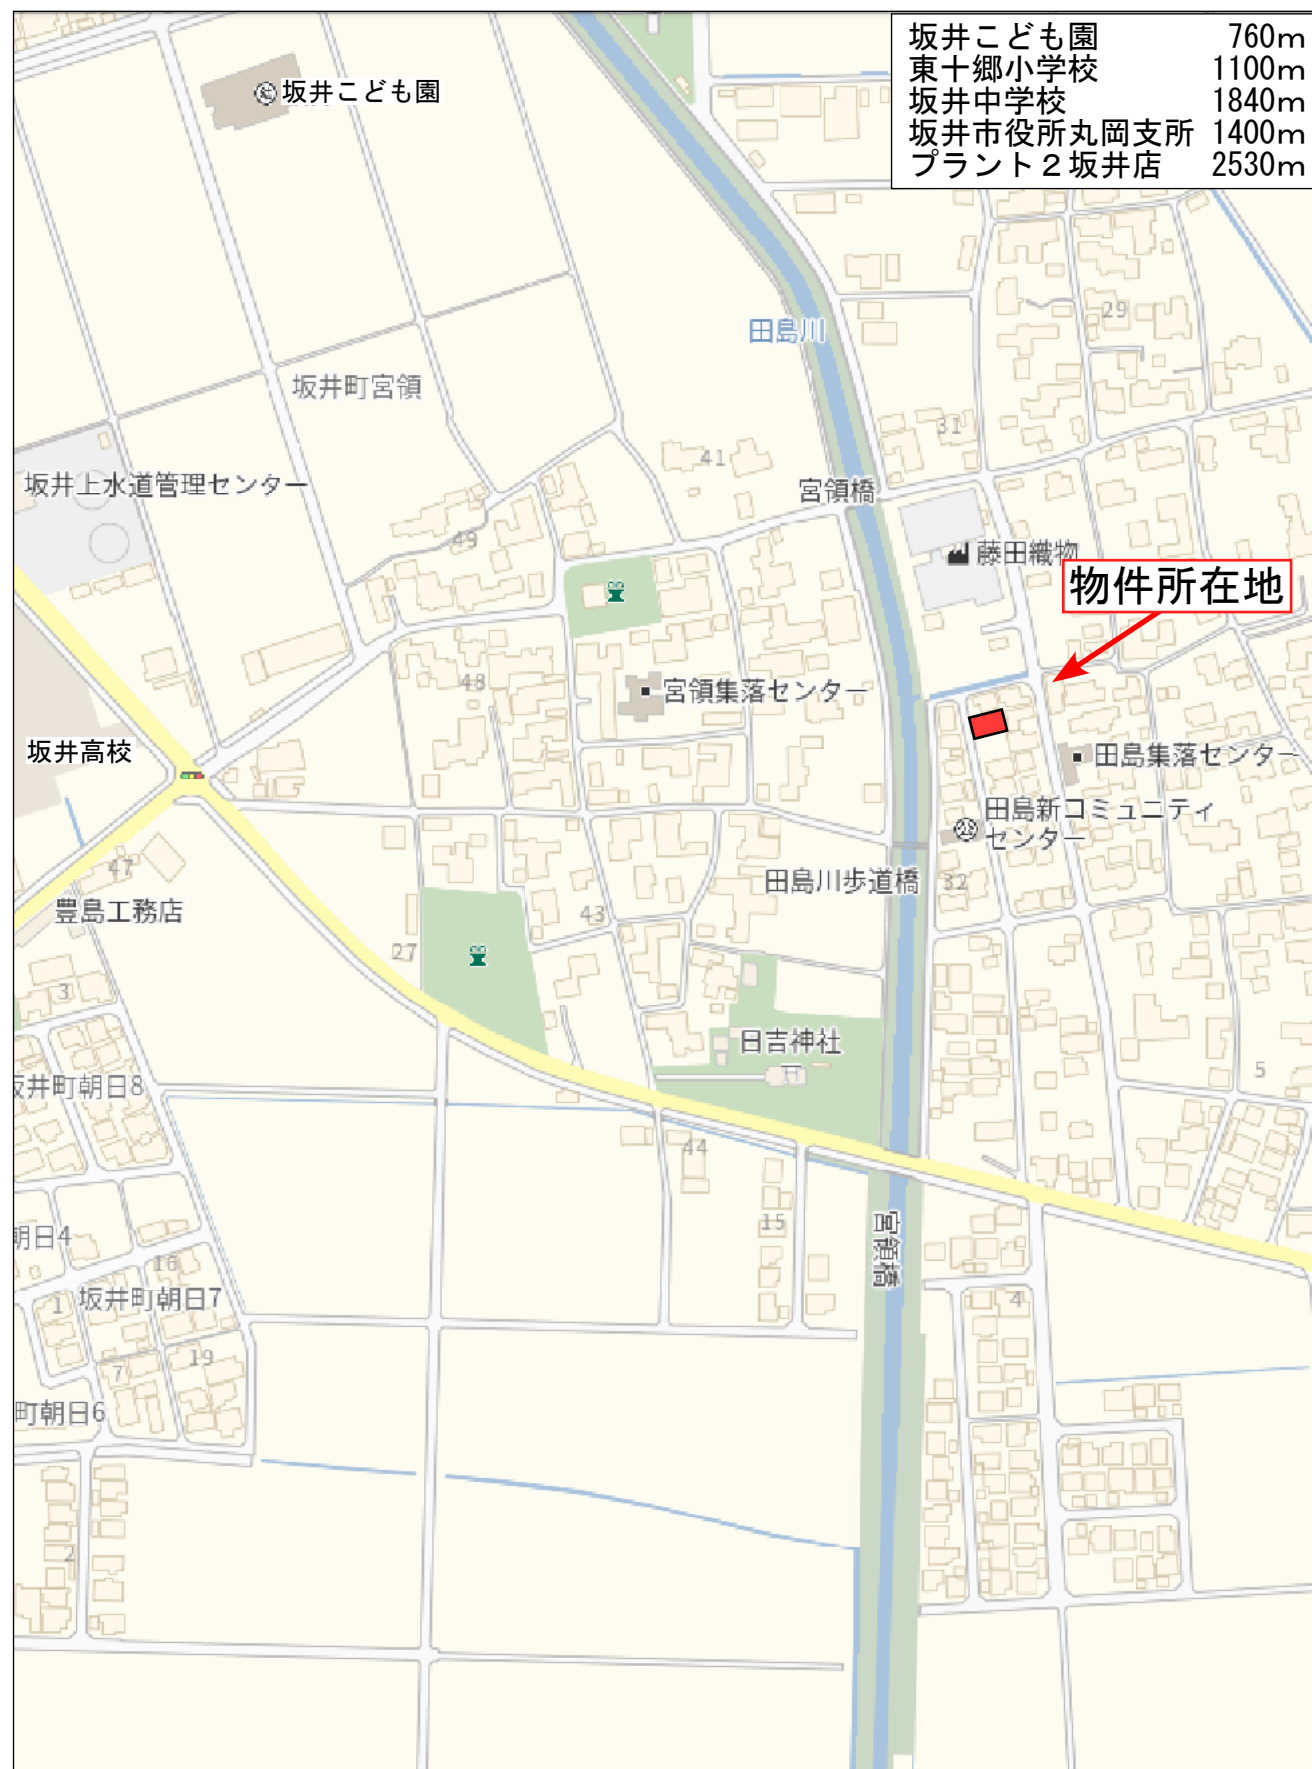 坂井こども園 760m
東十郷小学校 1100m
坂井中学校 1840m
坂井市役所丸岡支所 1400m
プラント2坂井店 2530m
坂井こども園
田島川
29
坂井町宮領
31
41
坂井上水道管理センター
宮領橋
49
藤田織物
物件所在地
48
宮領集落センター
坂井高校
田島集落センター
田島新コミュニティ
センター
47
田島川歩道橋
32
豊島工務店
43
27
3
日吉神社
5
坂井町朝日8
44
15
朝日4
宮領橋
16
坂井町朝日7
1
4
19
7
町朝日6
2